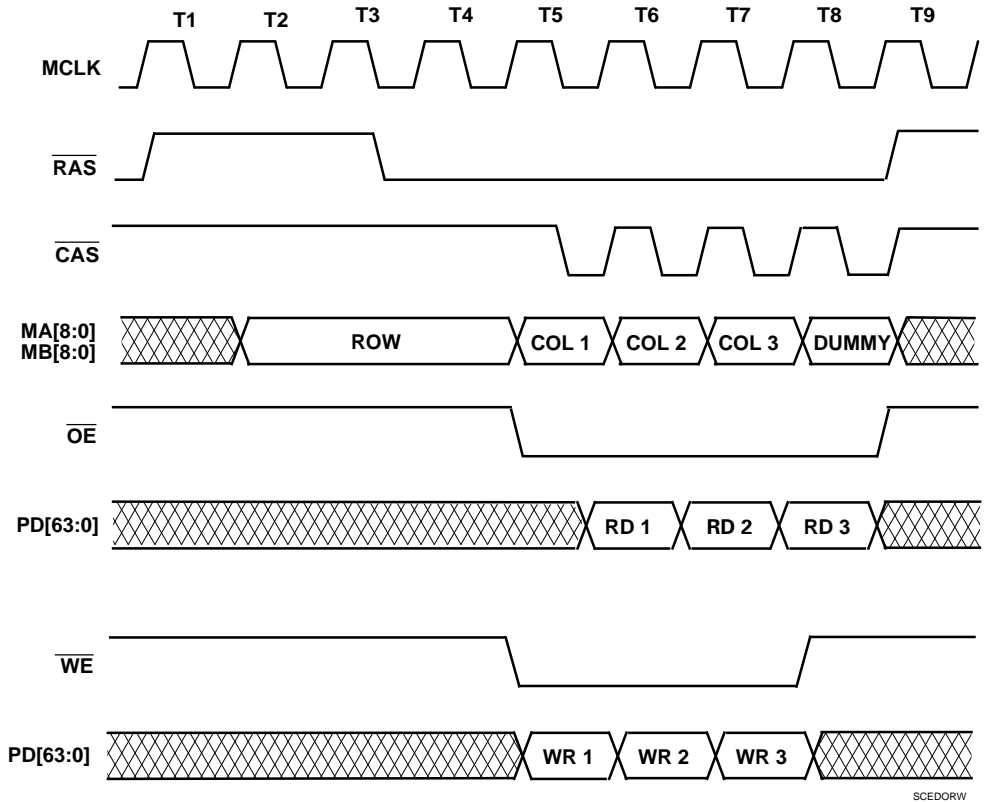 T1 T2 T3 T4 T5 T6 T7 T8 T9
MCLK
RAS
CAS
MA[8:0]
MB[8:0]
ROW COL 1 COL 2 COL 3 DUMMY
OE
PD[63:0] RD 1 RD 2 RD 3
WE
PD[63:0] WR 1 WR 2 WR 3
SCEDORW